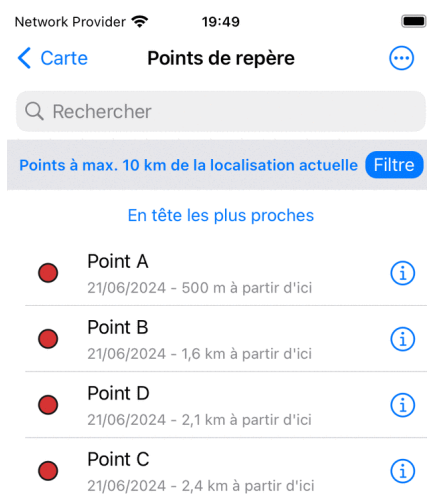 Network Provider 19:49
Carte Points de repère
Rechercher
Points à max. 10 km de la localisation actuelle Filtre
En tête les plus proches
Point A
21/06/2024 - 500 m à partir d'ici
Point B
21/06/2024 - 1,6 km à partir d'ici
Point D
21/06/2024 - 2,1 km à partir d'ici
Point C
21/06/2024 - 2,4 km à partir d'ici